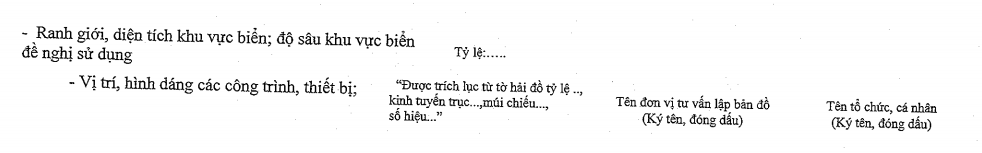 - Ranh giới, diện tích khu vực biển; độ sâu khu vực biển
đề nghị sử dụng
- Vị trí, hình dáng các công trình, thiết bị;
Tỷ lệ:.....
“Được trích lục từ tờ hải đồ tỷ lệ ..,
kinh tuyến trục...,múi chiếu...,
số hiệu...”
Tên đơn vị tư vấn lập bản đồ
(Ký tên, đóng dấu)
Tên tổ chức, cá nhân
(Ký tên, đóng dấu)